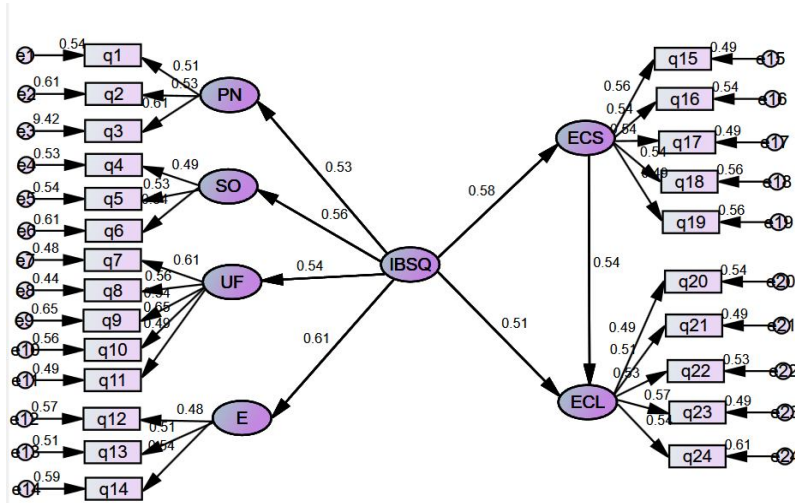 e1 0.54 q1 0.51
e2 0.61 q2 0.53 PN
e3 9.42 q3 0.61
e4 0.53 q4 0.49
e5 0.54 q5 0.53 SO
e6 0.61 q6
e7 0.48 q7 0.61
e8 0.44 q8 0.56 UF
e9 0.65 q9 0.54
e10 0.56 q10 0.65
e11 0.49 q11 0.49
e12 0.57 q12 0.48 E
e13 0.51 q13 0.51
e14 0.59 q14 0.54
0.53
0.56
0.54
0.61
IBSQ
0.58
0.51
0.54
ECS
0.56 q15 0.49 e15
0.54 q16 0.54 e16
0.54 q17 0.49 e17
0.54 q18 0.56 e18
0.49 q19 0.56 e19
ECL
0.49 q20 0.54 e20
0.51 q21 0.49 e21
0.53 q22 0.53 e22
0.57 q23 0.49 e23
0.54 q24 0.61 e24